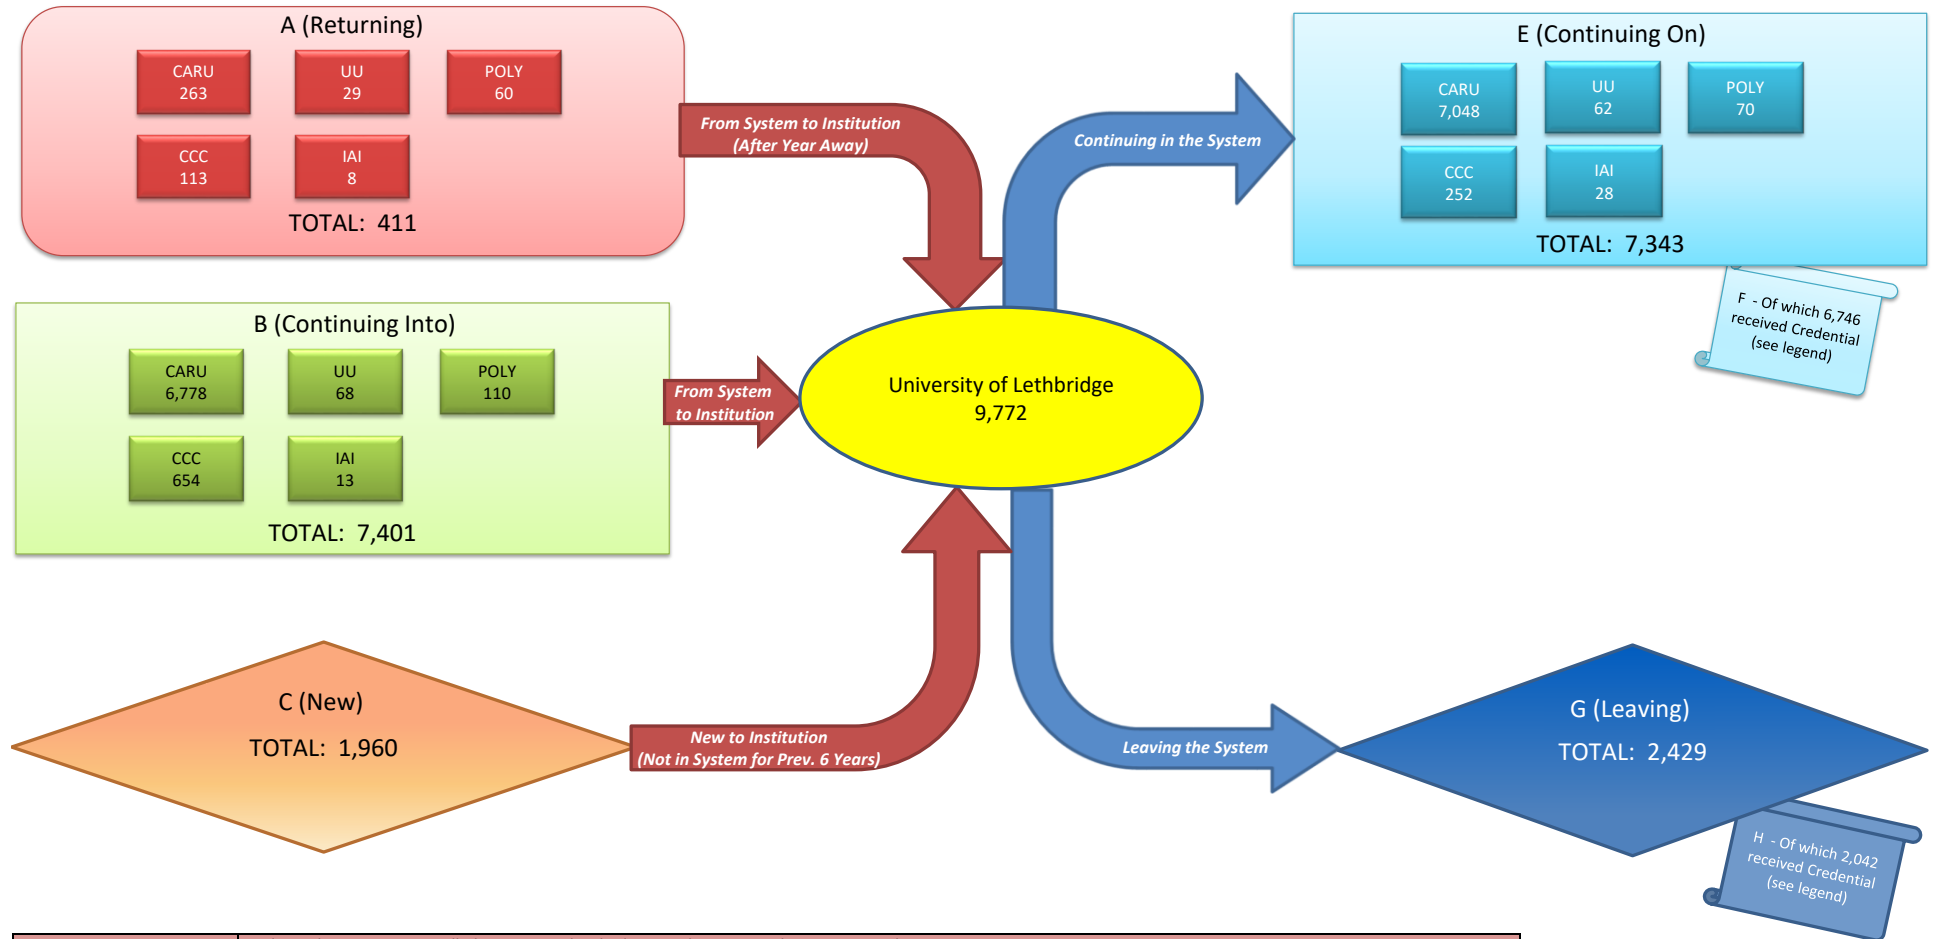 A (Returning)
CARU
263
UU
29
POLY
60
CCC
113
IAI
8
TOTAL:  411
From System to Institution
(After Year Away)
Continuing in the System
E (Continuing On)
CARU
7,048
UU
62
POLY
70
CCC
252
IAI
28
TOTAL:  7,343
F  - Of which 6,746
received Credential
(see legend)
B (Continuing Into)
CARU
6,778
UU
68
POLY
110
CCC
654
IAI
13
TOTAL:  7,401
From System
to Institution
University of Lethbridge
9,772
C (New)
TOTAL:  1,960
New to Institution
(Not in System for Prev. 6 Years)
Leaving the System
G (Leaving)
TOTAL:  2,429
H  - Of which 2,042
received Credential
(see legend)